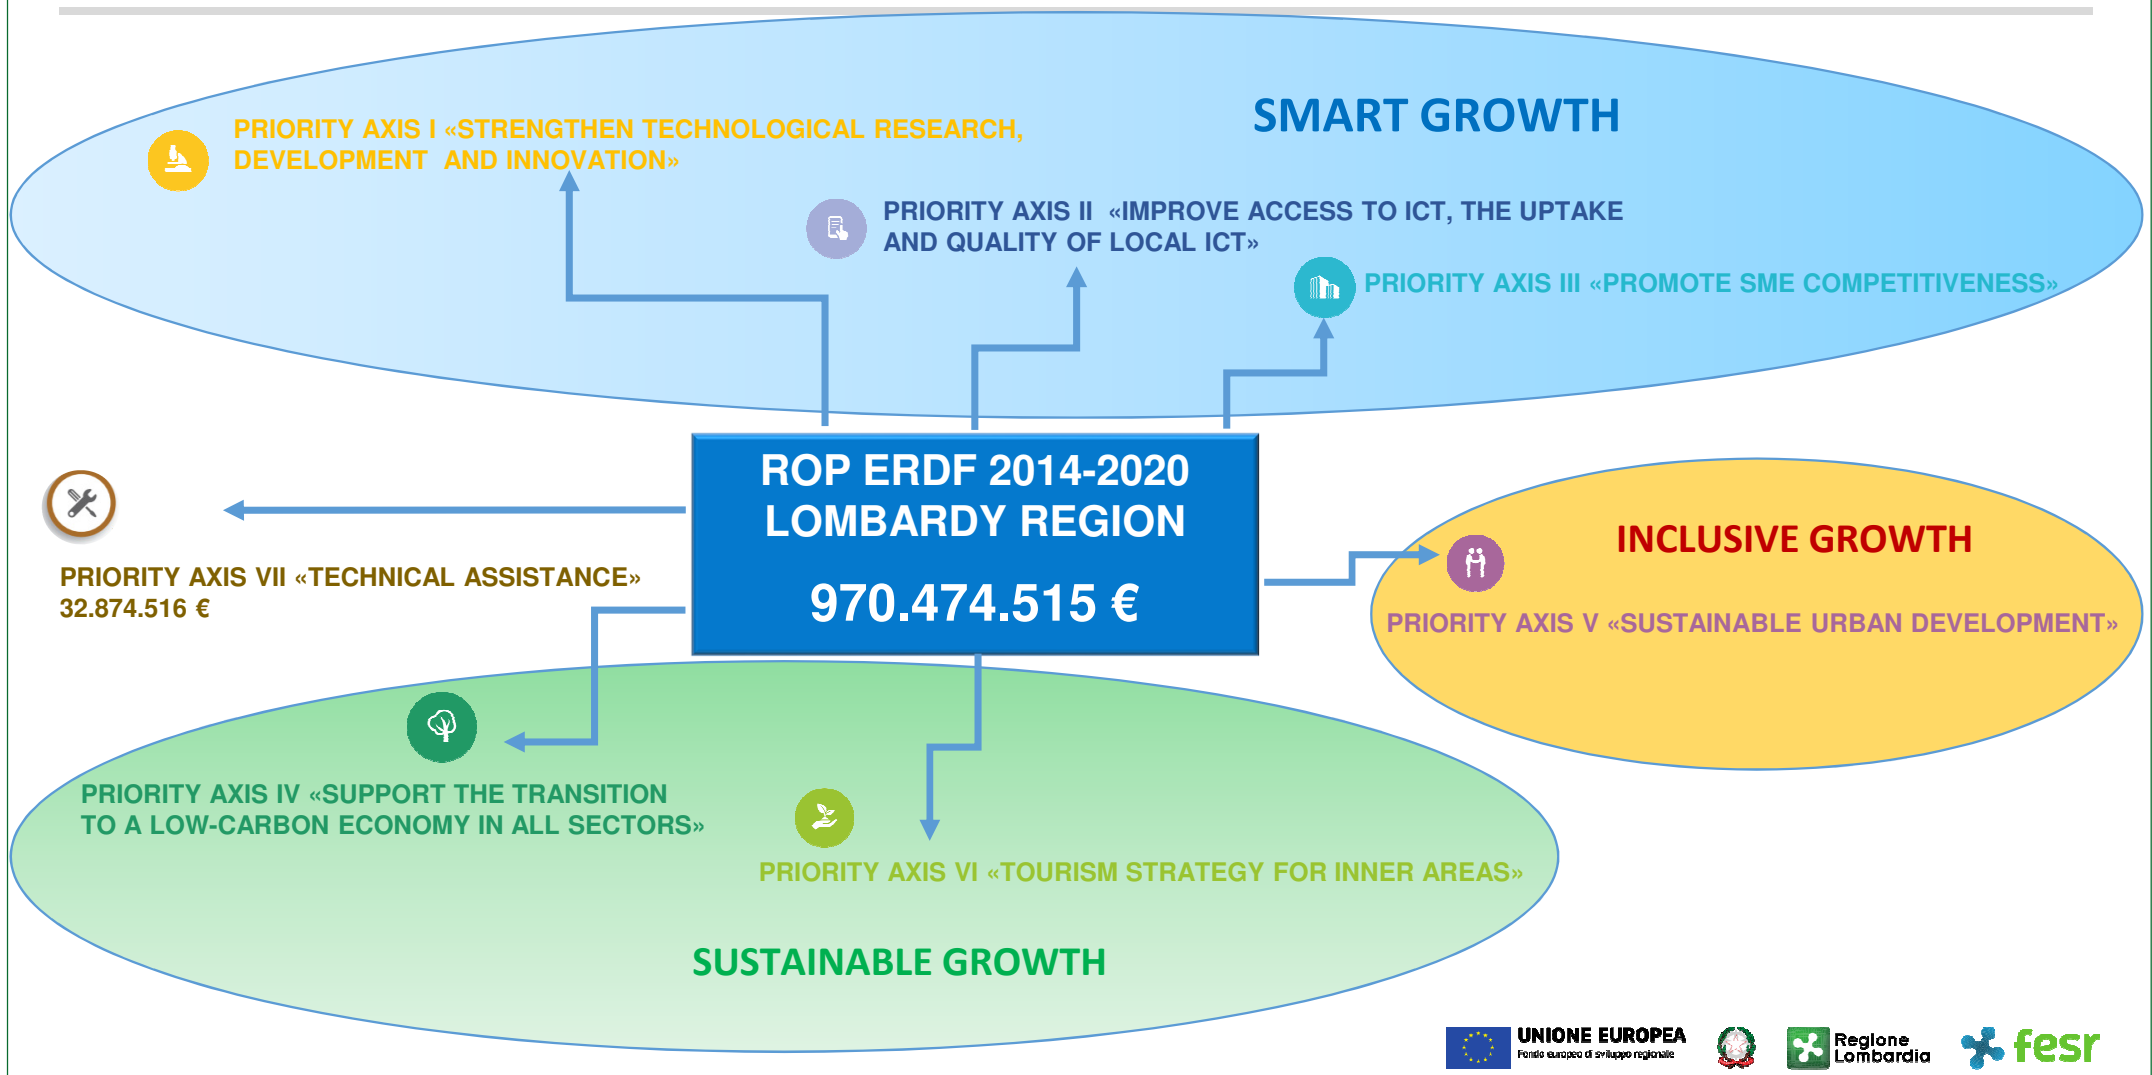 SMART GROWTH
PRIORITY AXIS I «STRENGTHEN TECHNOLOGICAL RESEARCH,
DEVELOPMENT AND INNOVATION»
PRIORITY AXIS II «IMPROVE ACCESS TO ICT, THE UPTAKE
AND QUALITY OF LOCAL ICT»
PRIORITY AXIS III «PROMOTE SME COMPETITIVENESS»
ROP ERDF 2014-2020
LOMBARDY REGION
970.474.515 €
PRIORITY AXIS VII «TECHNICAL ASSISTANCE»
32.874.516 €
INCLUSIVE GROWTH
PRIORITY AXIS V «SUSTAINABLE URBAN DEVELOPMENT»
PRIORITY AXIS IV «SUPPORT THE TRANSITION
TO A LOW-CARBON ECONOMY IN ALL SECTORS»
PRIORITY AXIS VI «TOURISM STRATEGY FOR INNER AREAS»
SUSTAINABLE GROWTH
UNIONE EUROPEA
Fondo europeo di sviluppo regionale
Regione
Lombardia
fesr